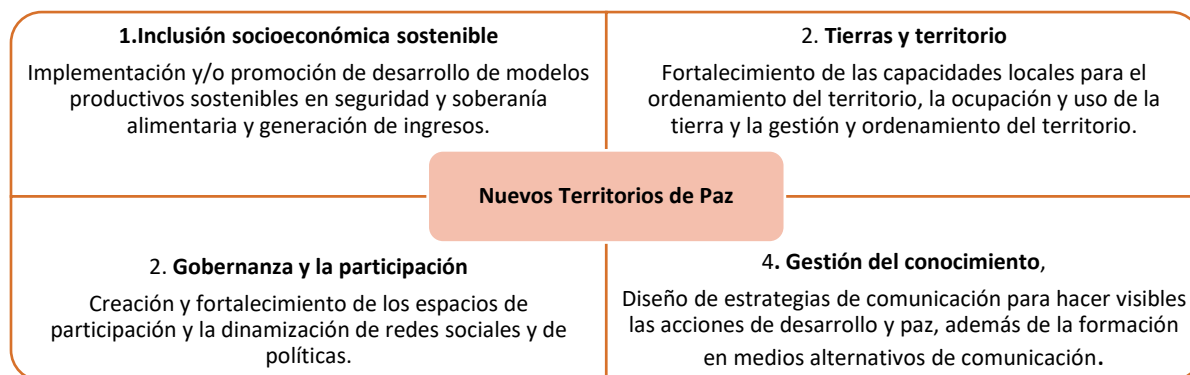 1.Inclusión socioeconómica sostenible
Implementación y/o promoción de desarrollo de modelos
productivos sostenibles en seguridad y soberanía
alimentaria y generación de ingresos.
2. Tierras y territorio
Fortalecimiento de las capacidades locales para el
ordenamiento del territorio, la ocupación y uso de la
tierra y la gestión y ordenamiento del territorio.
Nuevos Territorios de Paz
2. Gobernanza y la participación
Creación y fortalecimiento de los espacios de
participación y la dinamización de redes sociales y de
políticas.
4. Gestión del conocimiento,
Diseño de estrategias de comunicación para hacer visibles
las acciones de desarrollo y paz, además de la formación
en medios alternativos de comunicación.